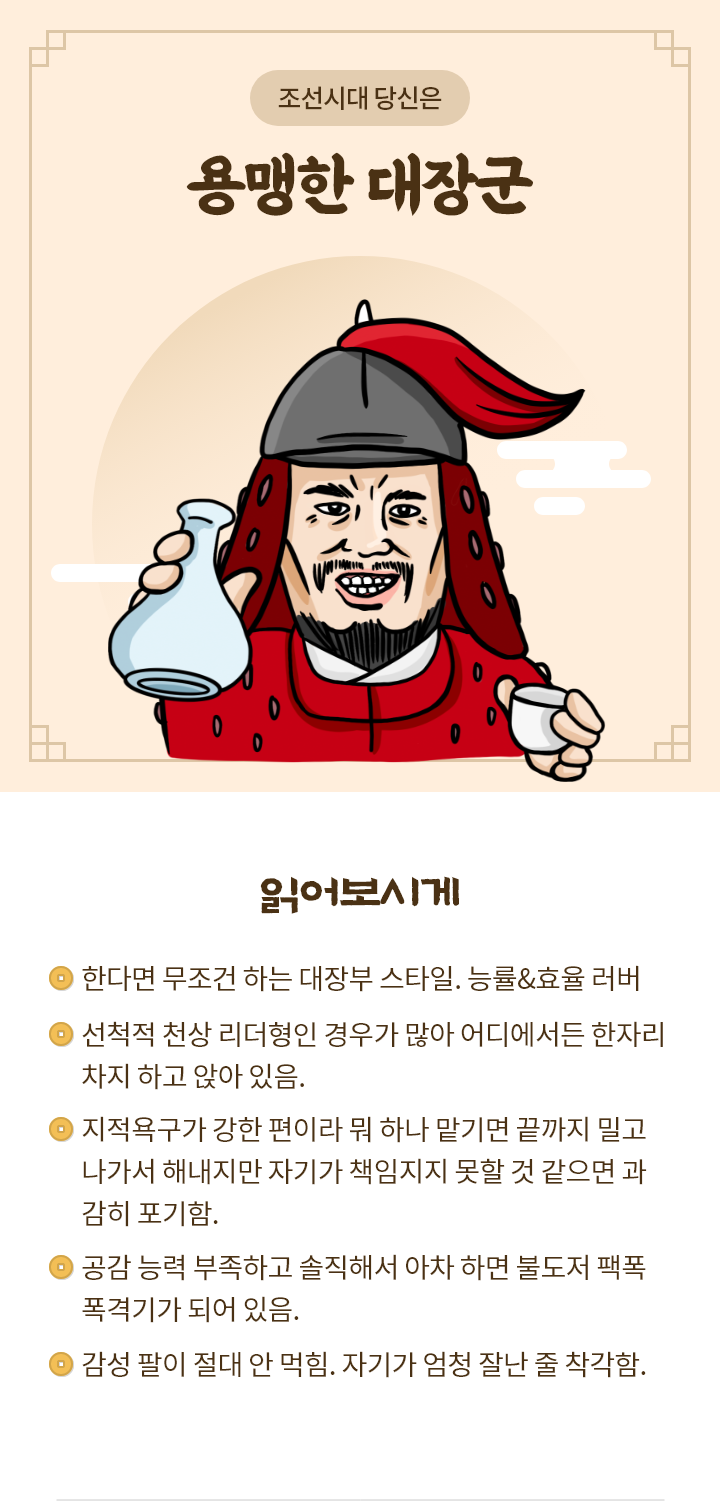 조선시대 당신은
용맹한 대장군
읽어보시게
한다면 무조건 하는 대장부 스타일. 능률&효율 러버
선척적 천상 리더형인 경우가 많아 어디에서든 한자리
차지 하고 앉아 있음.
지적욕구가 강한 편이라 뭐 하나 맡기면 끝까지 밀고
나가서 해내지만 자기가 책임지지 못할 것 같으면 과
감히 포기함.
공감 능력 부족하고 솔직해서 아차 하면 불도저 팩폭
폭격기가 되어 있음.
감성 팔이 절대 안 먹힘. 자기가 엄청 잘난 줄 착각함.